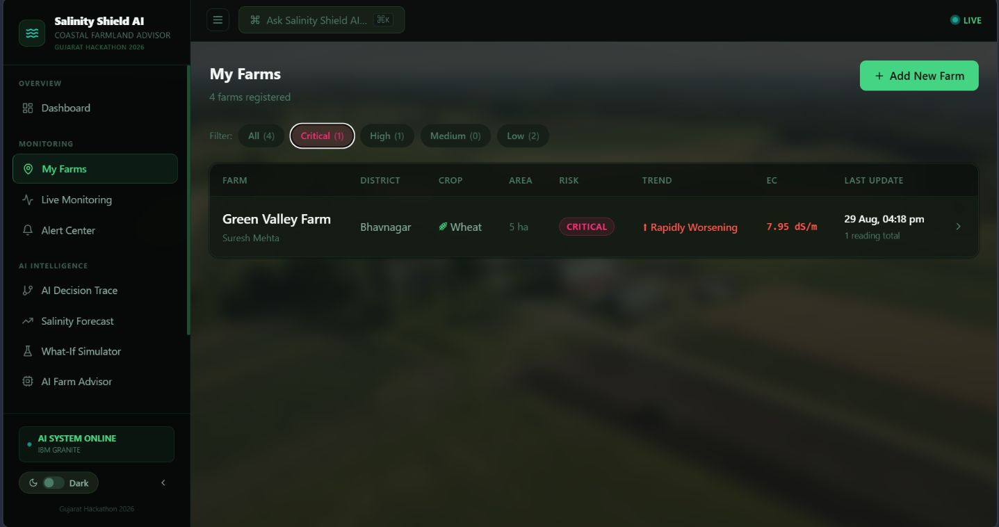 Salinity Shield AI
COASTAL FARMLAND ADVISOR
GUJARAT HACKATHON 2026
⌘ Ask Salinity Shield AI... ⌘K
LIVE
OVERVIEW
Dashboard
MONITORING
My Farms
Live Monitoring
Alert Center
AI INTELLIGENCE
AI Decision Trace
Salinity Forecast
What-If Simulator
AI Farm Advisor
AI SYSTEM ONLINE
IBM GRANITE
Dark
Gujarat Hackathon 2026
My Farms
4 farms registered
+ Add New Farm
Filter: All (4) Critical (1) High (1) Medium (0) Low (2)
FARM DISTRICT CROP AREA RISK TREND EC LAST UPDATE
Green Valley Farm Bhavnagar Wheat 5 ha CRITICAL ↑ Rapidly Worsening 7.95 dS/m 29 Aug, 04:18 pm
Suresh Mehta 1 reading total